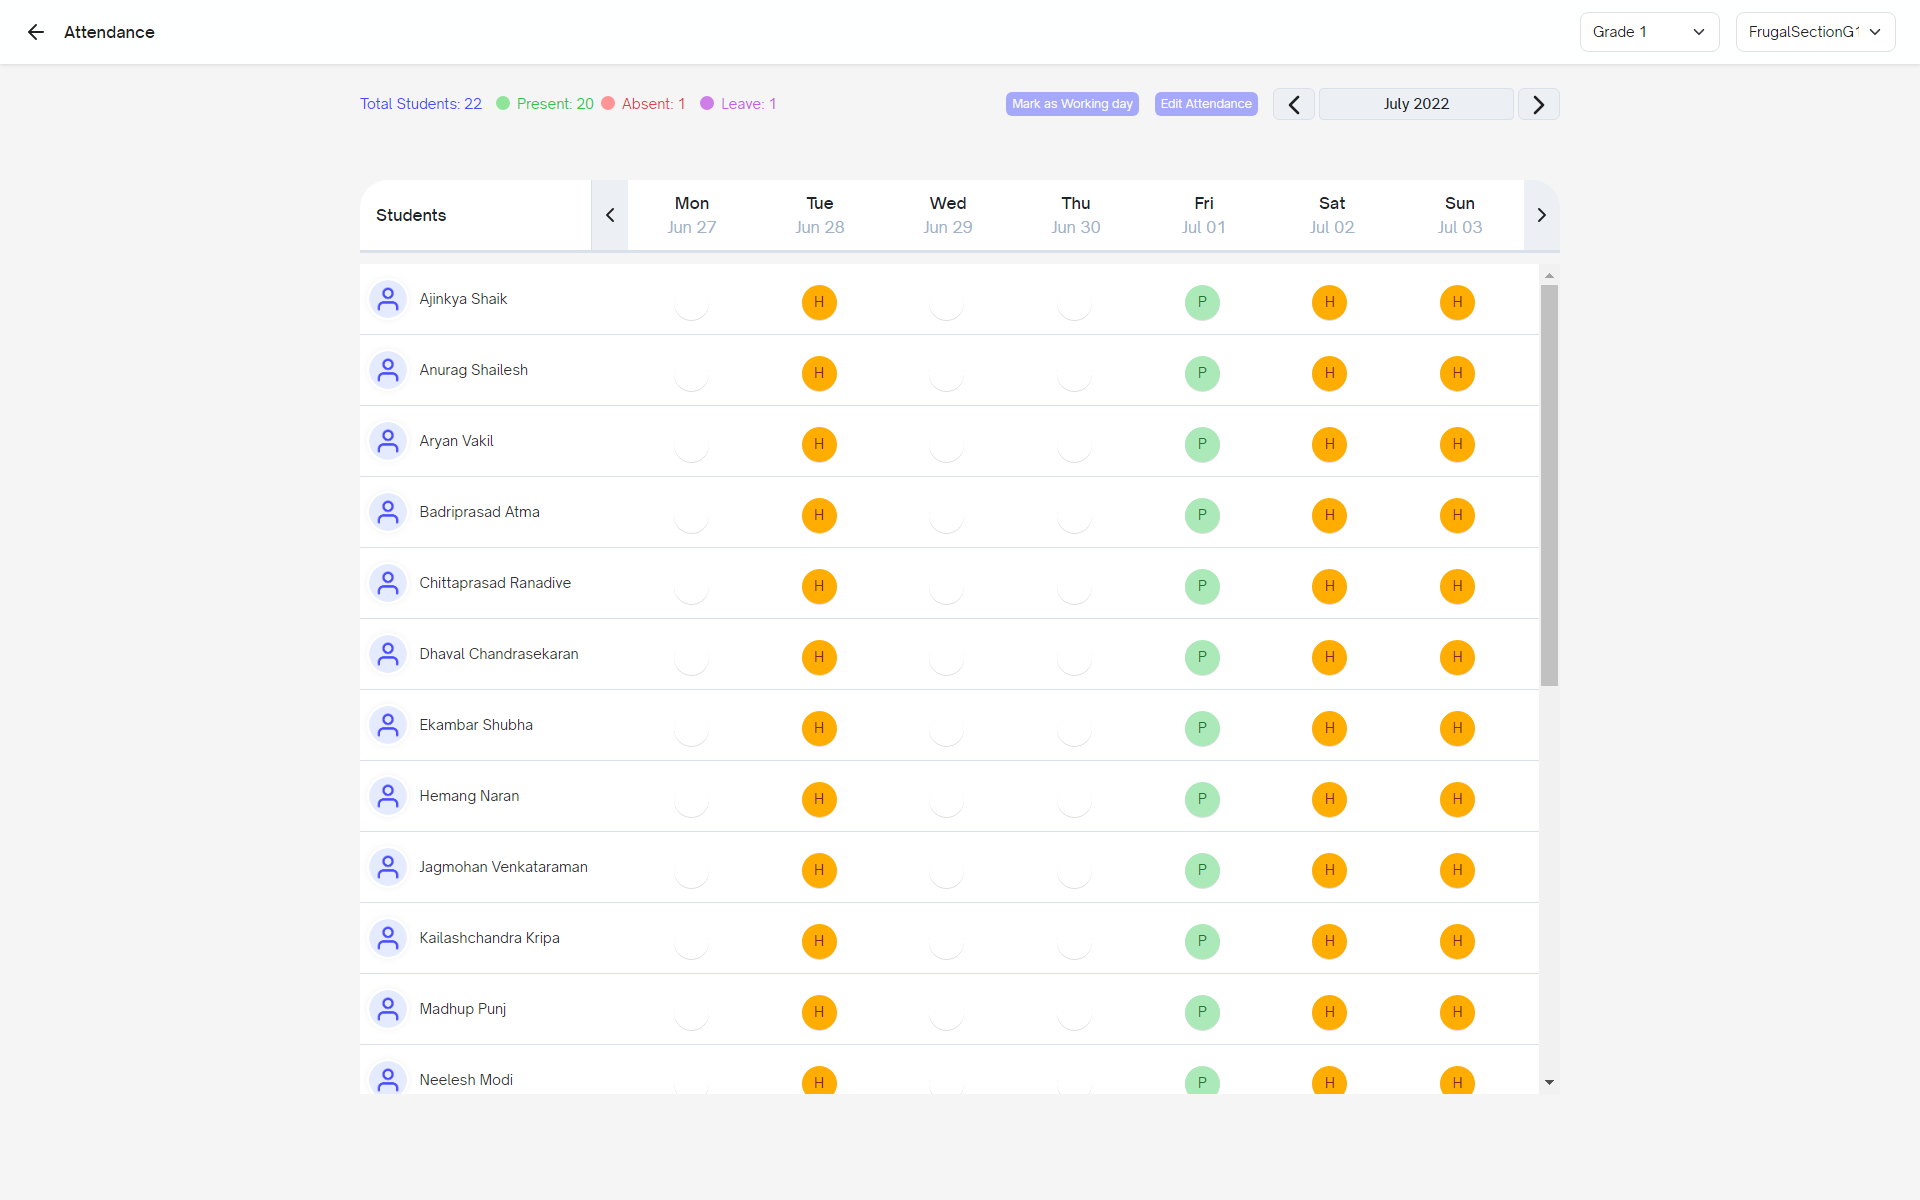 Attendance
Grade 1
FrugalSectionG1
Total Students: 22 Present: 20 Absent: 1 Leave: 1
Mark as Working day
Edit Attendance
July 2022
Students
Mon Tue Wed Thu Fri Sat Sun
Jun 27 Jun 28 Jun 29 Jun 30 Jul 01 Jul 02 Jul 03
Ajinkya Shaik H P H H
Anurag Shailesh H P H H
Aryan Vakil H P H H
Badriprasad Atma H P H H
Chittaprasad Ranadive H P H H
Dhaval Chandrasekaran H P H H
Ekambar Shubha H P H H
Hemang Naran H P H H
Jagmohan Venkataraman H P H H
Kailashchandra Kripa H P H H
Madhup Punj H P H H
Neelesh Modi H P H H